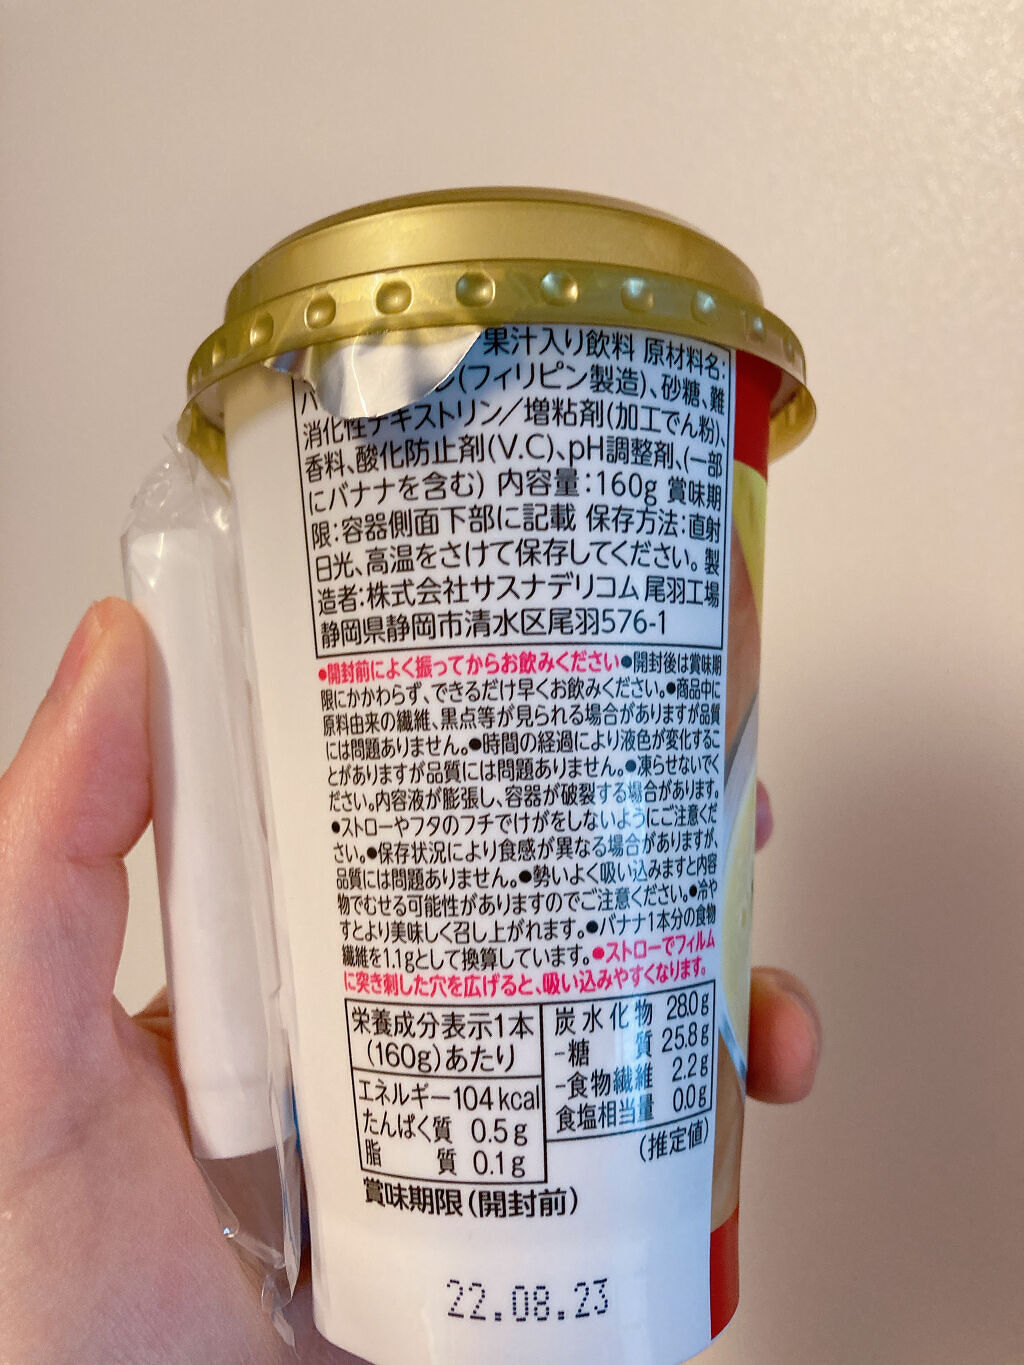 果汁入り飲料 原材料名:
(フィリピン製造)、砂糖、難
消化性デキストリン／増粘剤(加工でん粉)、
香料、酸化防止剤(V.C)、pH調整剤、(一部
にバナナを含む) 内容量:160g 賞味期
限:容器側面下部に記載 保存方法:直射
日光、高温をさけて保存してください。製
造者:株式会社サスナデリコム 尾羽工場
静岡県静岡市清水区尾羽576-1
●開封前によく振ってからお飲みください●開封後は賞味期
限にかかわらず、できるだけ早くお飲みください。●商品中に
原料由来の繊維、黒点等が見られる場合がありますが品質
には問題ありません。●時間の経過により液色が変化するこ
とがありますが品質には問題ありません。●凍らせないでく
ださい。内容液が膨張し、容器が破裂する場合があります。
●ストローやフタのフチでけがをしないようにご注意くだ
さい。●保存状況により食感が異なる場合がありますが、
品質には問題ありません。●勢いよく吸い込みますと内容
物でむせる可能性がありますのでご注意ください。●冷や
すとより美味しく召し上がれます。●バナナ1本分の食物
繊維を1.1gとして換算しています。●ストローでフィルム
に突き刺した穴を広げると、吸い込みやすくなります。
栄養成分表示1本
(160g)あたり
エネルギー 104kcal
たんぱく質 0.5g
脂質 0.1g
炭水化物 28.0g
-糖質 25.8g
-食物繊維 2.2g
食塩相当量 0.0g
(推定値)
賞味期限(開封前)
22.08.23